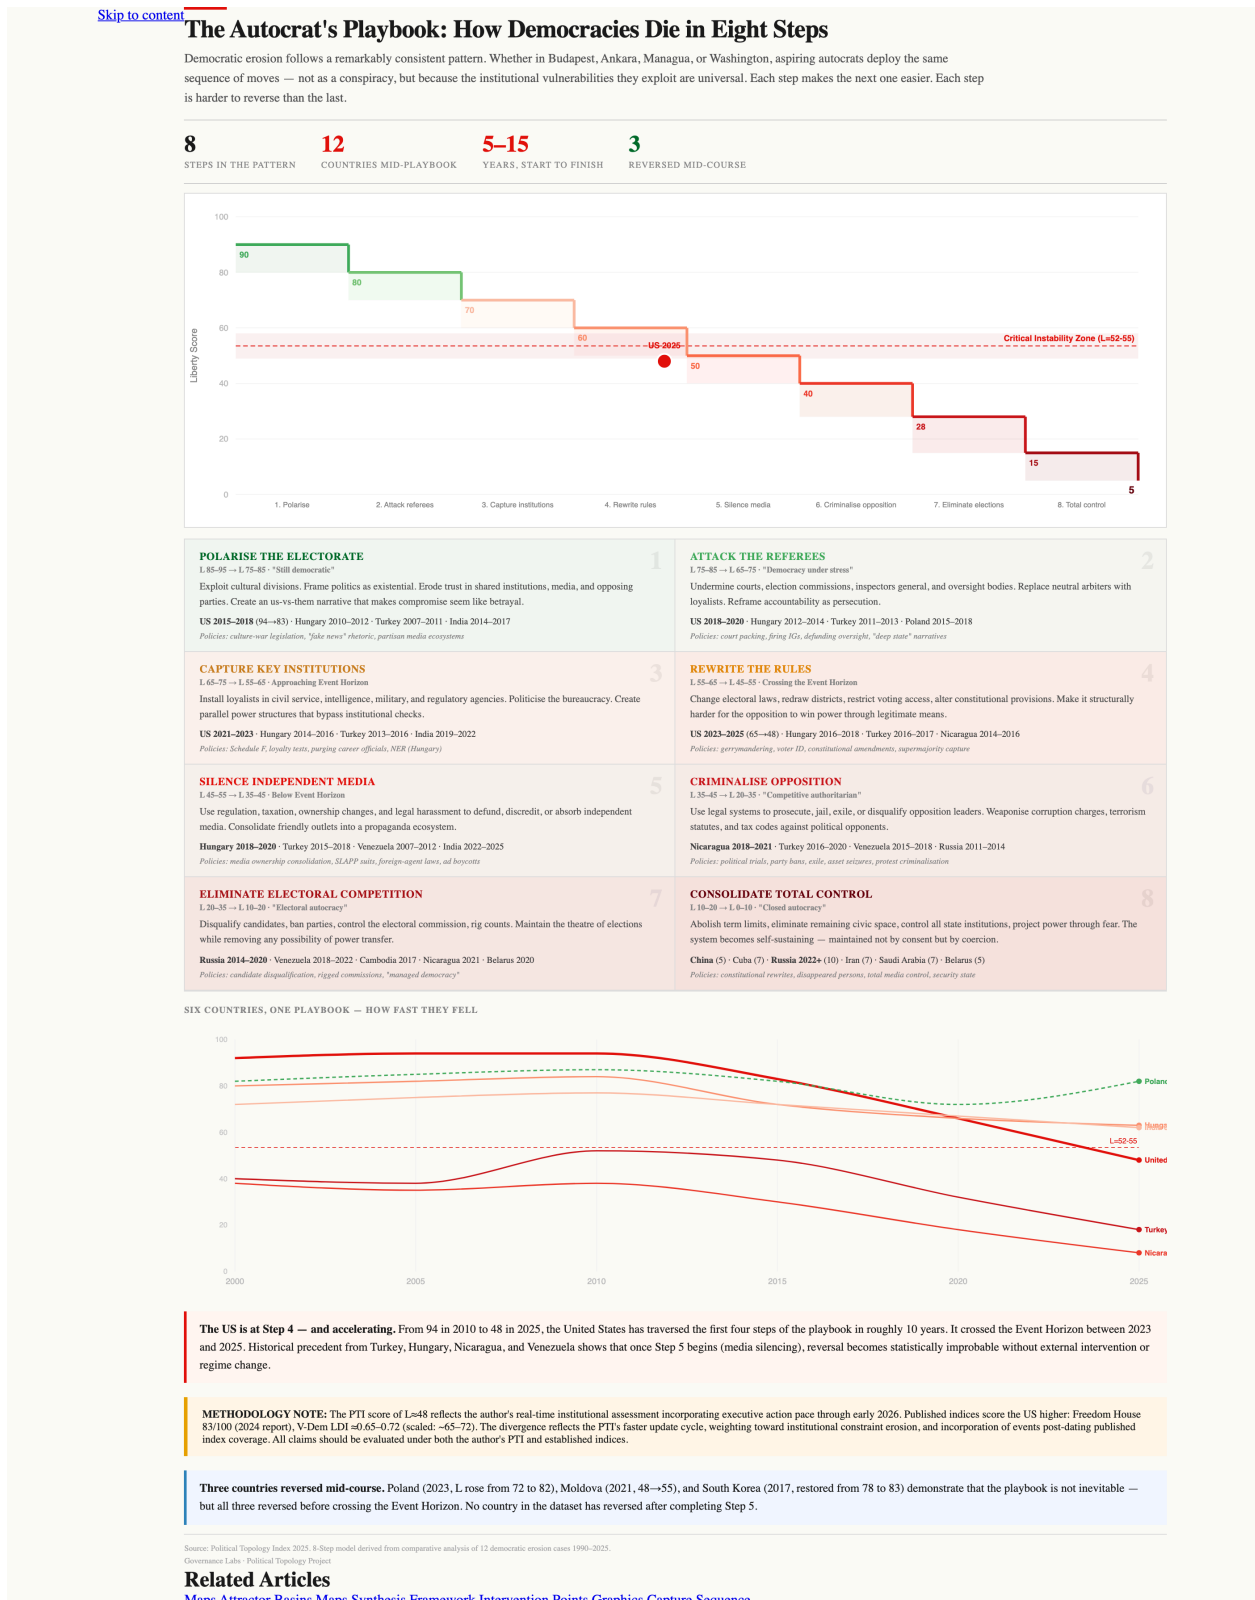 Skip to content
The Autocrat's Playbook: How Democracies Die in Eight Steps
Democratic erosion follows a remarkably consistent pattern. Whether in Budapest, Ankara, Managua, or Washington, aspiring autocrats deploy the same
sequence of moves — not as a conspiracy, but because the institutional vulnerabilities they exploit are universal. Each step makes the next one easier. Each step
is harder to reverse than the last.
8
STEPS IN THE PATTERN
12
COUNTRIES MID-PLAYBOOK
5–15
YEARS, START TO FINISH
3
REVERSED MID-COURSE
Liberty Score
100
80
60
40
20
0
90
80
70
60
50
40
28
15
5
US 2025
Critical Instability Zone (L=52-55)
1. Polarise
2. Attack referees
3. Capture institutions
4. Rewrite rules
5. Silence media
6. Criminalise opposition
7. Eliminate elections
8. Total control
POLARISE THE ELECTORATE
1
L 85–95 → L 75–85 · "Still democratic"
Exploit cultural divisions. Frame politics as existential. Erode trust in shared institutions, media, and opposing
parties. Create an us-vs-them narrative that makes compromise seem like betrayal.
US 2015–2018 (94→83) · Hungary 2010–2012 · Turkey 2007–2011 · India 2014–2017
Policies: culture-war legislation, "fake news" rhetoric, partisan media ecosystems
ATTACK THE REFEREES
2
L 75–85 → L 65–75 · "Democracy under stress"
Undermine courts, election commissions, inspectors general, and oversight bodies. Replace neutral arbiters with
loyalists. Reframe accountability as persecution.
US 2018–2020 · Hungary 2012–2014 · Turkey 2011–2013 · Poland 2015–2018
Policies: court packing, firing IGs, defunding oversight, "deep state" narratives
CAPTURE KEY INSTITUTIONS
3
L 65–75 → L 55–65 · Approaching Event Horizon
Install loyalists in civil service, intelligence, military, and regulatory agencies. Politicise the bureaucracy. Create
parallel power structures that bypass institutional checks.
US 2021–2023 · Hungary 2014–2016 · Turkey 2013–2016 · India 2019–2022
Policies: Schedule F, loyalty tests, purging career officials, NER (Hungary)
REWRITE THE RULES
4
L 55–65 → L 45–55 · Crossing the Event Horizon
Change electoral laws, redraw districts, restrict voting access, alter constitutional provisions. Make it structurally
harder for the opposition to win power through legitimate means.
US 2023–2025 (65→48) · Hungary 2016–2018 · Turkey 2016–2017 · Nicaragua 2014–2016
Policies: gerrymandering, voter ID, constitutional amendments, supermajority capture
SILENCE INDEPENDENT MEDIA
5
L 45–55 → L 35–45 · Below Event Horizon
Use regulation, taxation, ownership changes, and legal harassment to defund, discredit, or absorb independent
media. Consolidate friendly outlets into a propaganda ecosystem.
Hungary 2018–2020 · Turkey 2015–2018 · Venezuela 2007–2012 · India 2022–2025
Policies: media ownership consolidation, SLAPP suits, foreign-agent laws, ad boycotts
CRIMINALISE OPPOSITION
6
L 35–45 → L 20–35 · "Competitive authoritarian"
Use legal systems to prosecute, jail, exile, or disqualify opposition leaders. Weaponise corruption charges, terrorism
statutes, and tax codes against political opponents.
Nicaragua 2018–2021 · Turkey 2016–2020 · Venezuela 2015–2018 · Russia 2011–2014
Policies: political trials, party bans, exile, asset seizures, protest criminalisation
ELIMINATE ELECTORAL COMPETITION
7
L 20–35 → L 10–20 · "Electoral autocracy"
Disqualify candidates, ban parties, control the electoral commission, rig counts. Maintain the theatre of elections
while removing any possibility of power transfer.
Russia 2014–2020 · Venezuela 2018–2022 · Cambodia 2017 · Nicaragua 2021 · Belarus 2020
Policies: candidate disqualification, rigged commissions, "managed democracy"
CONSOLIDATE TOTAL CONTROL
8
L 10–20 → L 0–10 · "Closed autocracy"
Abolish term limits, eliminate remaining civic space, control all state institutions, project power through fear. The
system becomes self-sustaining — maintained not by consent but by coercion.
China (5) · Cuba (7) · Russia 2022+ (10) · Iran (7) · Saudi Arabia (7) · Belarus (5)
Policies: constitutional rewrites, disappeared persons, total media control, security state
SIX COUNTRIES, ONE PLAYBOOK — HOW FAST THEY FELL
100
80
60
40
20
0
2000
2005
2010
2015
2020
2025
Poland
L=52-55
United
Turkey
Nicara
The US is at Step 4 — and accelerating. From 94 in 2010 to 48 in 2025, the United States has traversed the first four steps of the playbook in roughly 10 years. It crossed the Event Horizon between 2023
and 2025. Historical precedent from Turkey, Hungary, Nicaragua, and Venezuela shows that once Step 5 begins (media silencing), reversal becomes statistically improbable without external intervention or
regime change.
METHODOLOGY NOTE: The PTI score of L≈48 reflects the author's real-time institutional assessment incorporating executive action pace through early 2026. Published indices score the US higher: Freedom House
83/100 (2024 report), V-Dem LDI ≈0.65–0.72 (scaled: ~65–72). The divergence reflects the PTI's faster update cycle, weighting toward institutional constraint erosion, and incorporation of events post-dating published
index coverage. All claims should be evaluated under both the author's PTI and established indices.
Three countries reversed mid-course. Poland (2023, L rose from 72 to 82), Moldova (2021, 48→55), and South Korea (2017, restored from 78 to 83) demonstrate that the playbook is not inevitable —
but all three reversed before crossing the Event Horizon. No country in the dataset has reversed after completing Step 5.
Source: Political Topology Index 2025. 8-Step model derived from comparative analysis of 12 democratic erosion cases 1990–2025.
Governance Labs · Political Topology Project
Related Articles
Maps Attractor Basins Maps Synthesis Framework Intervention Points Graphics Capture Sequence